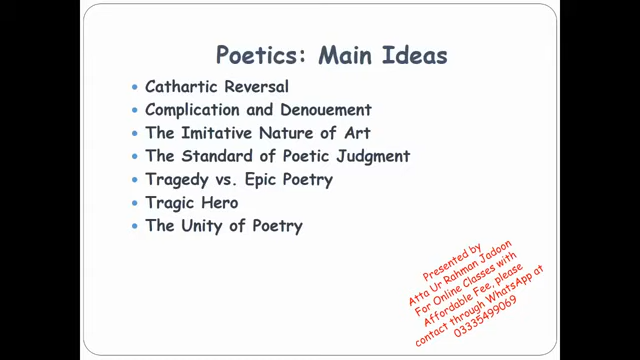 Poetics: Main Ideas
Cathartic Reversal
Complication and Denouement
The Imitative Nature of Art
The Standard of Poetic Judgment
Tragedy vs. Epic Poetry
Tragic Hero
The Unity of Poetry
Presented by
Atta Ur Rahman Jadoon
For Online Classes with
Affordable Fee, please
contact through WhatsApp at
03335499069